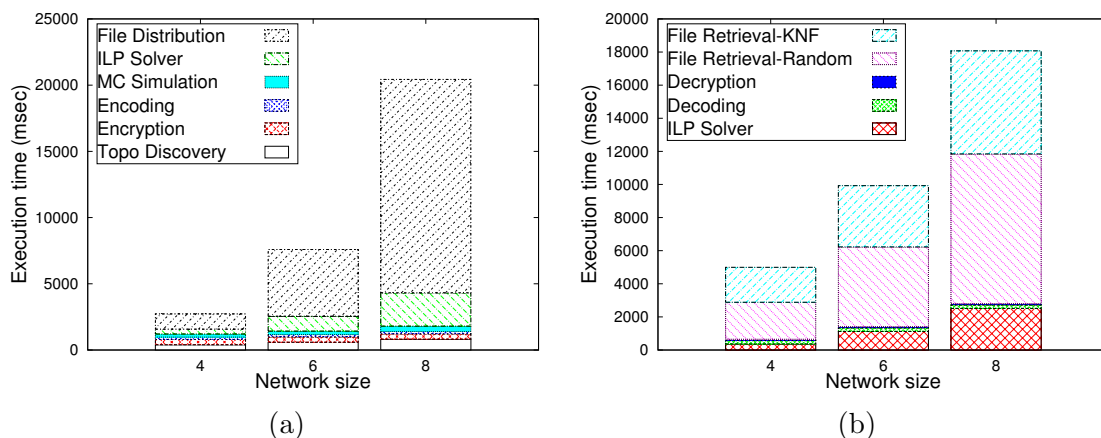 25000
20000
15000
10000
5000
0
Execution time (msec)
File Distribution
ILP Solver
MC Simulation
Encoding
Encryption
Topo Discovery
4 6 8
Network size
(a)
20000
18000
16000
14000
12000
10000
8000
6000
4000
2000
0
Execution time (msec)
File Retrieval-KNF
File Retrieval-Random
Decryption
Decoding
ILP Solver
4 6 8
Network size
(b)